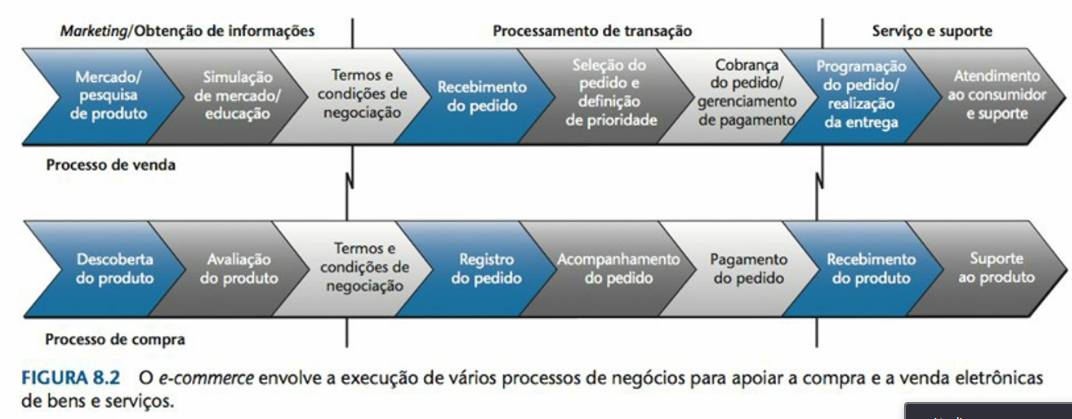 Marketing/Obtenção de informações
Processamento de transação
Serviço e suporte
Mercado/
pesquisa
de produto
Simulação
de mercado/
educação
Termos e
condições de
negociação
Recebimento
do pedido
Seleção do
pedido e
definição
de prioridade
Cobrança
do pedido/
gerenciamento
de pagamento
Programação
do pedido/
realização
da entrega
Atendimento
ao consumidor
e suporte
Processo de venda
Descoberta
do produto
Avaliação
do produto
Termos e
condições de
negociação
Registro
do pedido
Acompanhamento
do pedido
Pagamento
do pedido
Recebimento
do produto
Suporte
ao produto
Processo de compra
FIGURA 8.2 O e-commerce envolve a execução de vários processos de negócios para apoiar a compra e a venda eletrônicas
de bens e serviços.